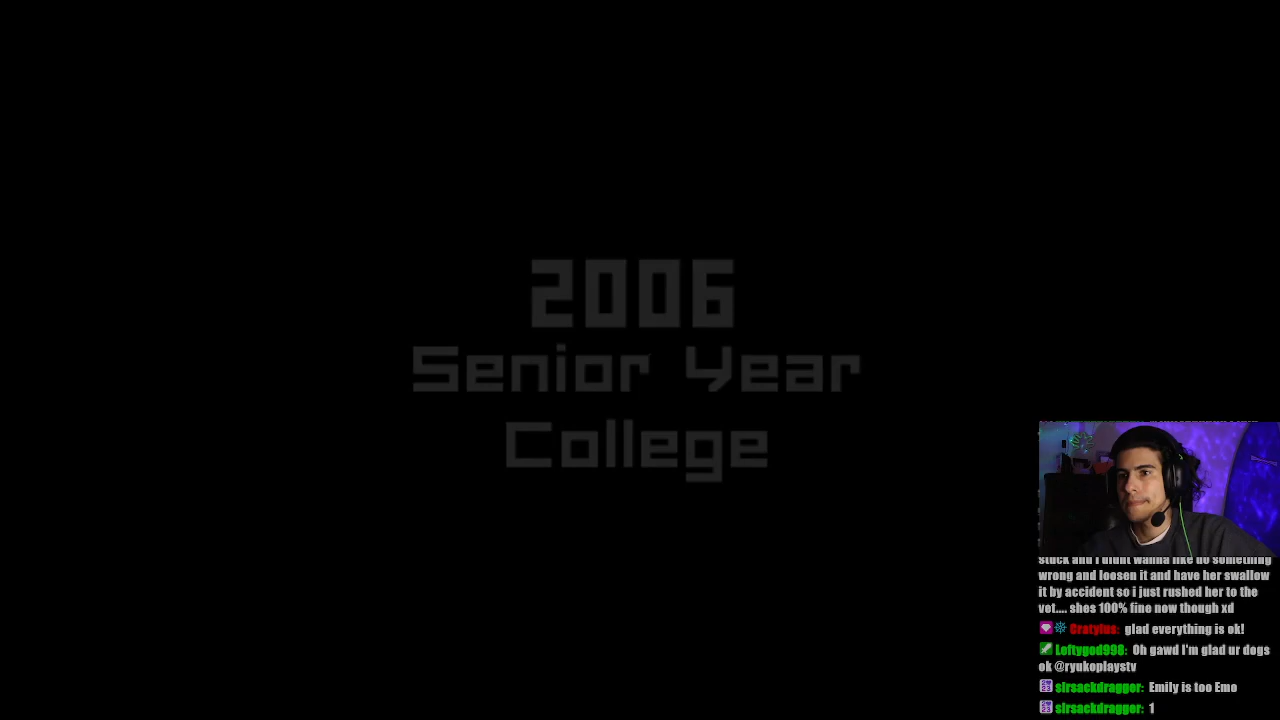 2006
Senior Year
College
stuck and i didnt wanna like do something
wrong and loosen it and have her swallow
it by accident so i just rushed her to the
vet.... shes 100% fine now though xd
Cratyfus: glad everything is ok!
Loftygod998: Oh gawd I'm glad ur dogs
ok @ryukoplaystv
sirsackdragger: Emily is too Emo
sirsackdragger: 1